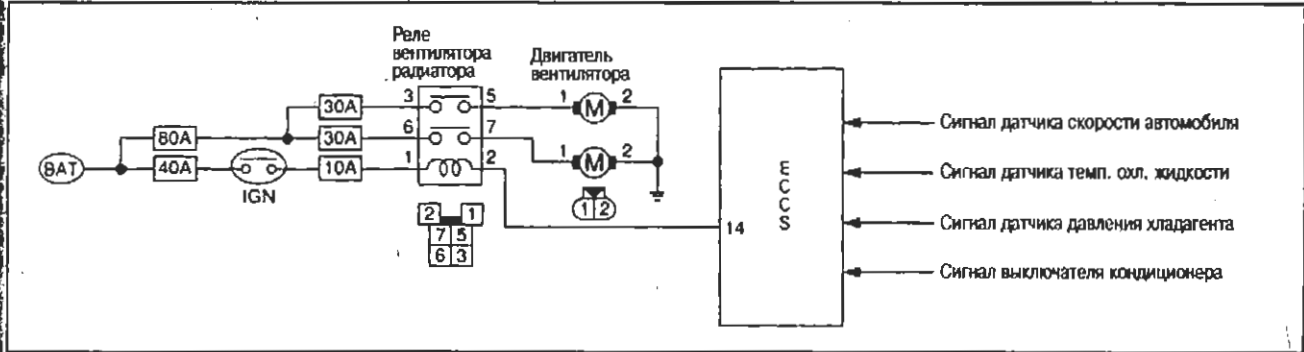 Реле
вентилятора
радиатора
Двигатель
вентилятора
30A
3
5
1
M
2
80A
30A
6
7
BAT
40A
IGN
10A
1
2
1
M
2
1 2
2 1
7 5
6 3
14
E
C
C
S
Сигнал датчика скорости автомобиля
Сигнал датчика темп. охл. жидкости
Сигнал датчика давления хладагента
Сигнал выключателя кондиционера